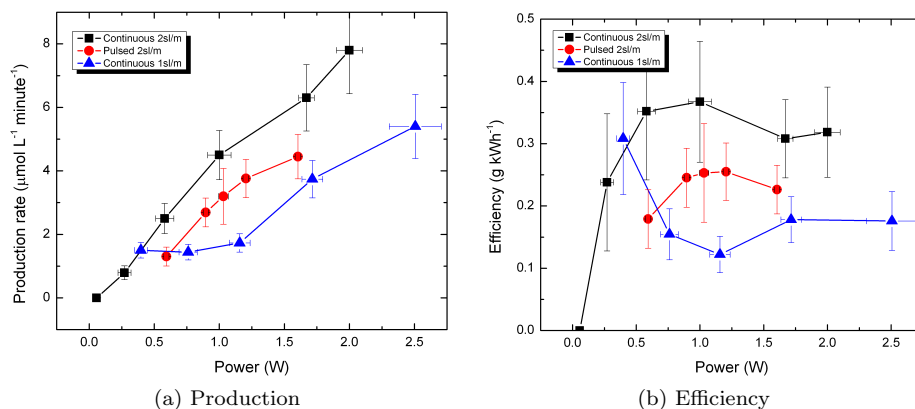 Continuous 2sl/m
Pulsed 2sl/m
Continuous 1sl/m
Production rate (μmol L⁻¹ minute⁻¹)
8
6
4
2
0
0.0 0.5 1.0 1.5 2.0 2.5
Power (W)
(a) Production
Continuous 2sl/m
Pulsed 2sl/m
Continuous 1sl/m
Efficiency (g kWh⁻¹)
0.5
0.4
0.3
0.2
0.1
0.0
0.0 0.5 1.0 1.5 2.0 2.5
Power (W)
(b) Efficiency